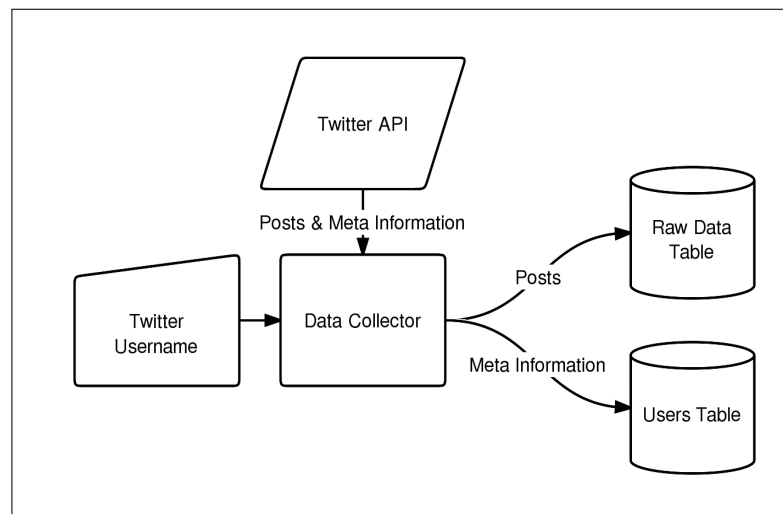 Twitter API
Posts & Meta Information
Twitter
Username
Data Collector
Posts
Meta Information
Raw Data
Table
Users Table